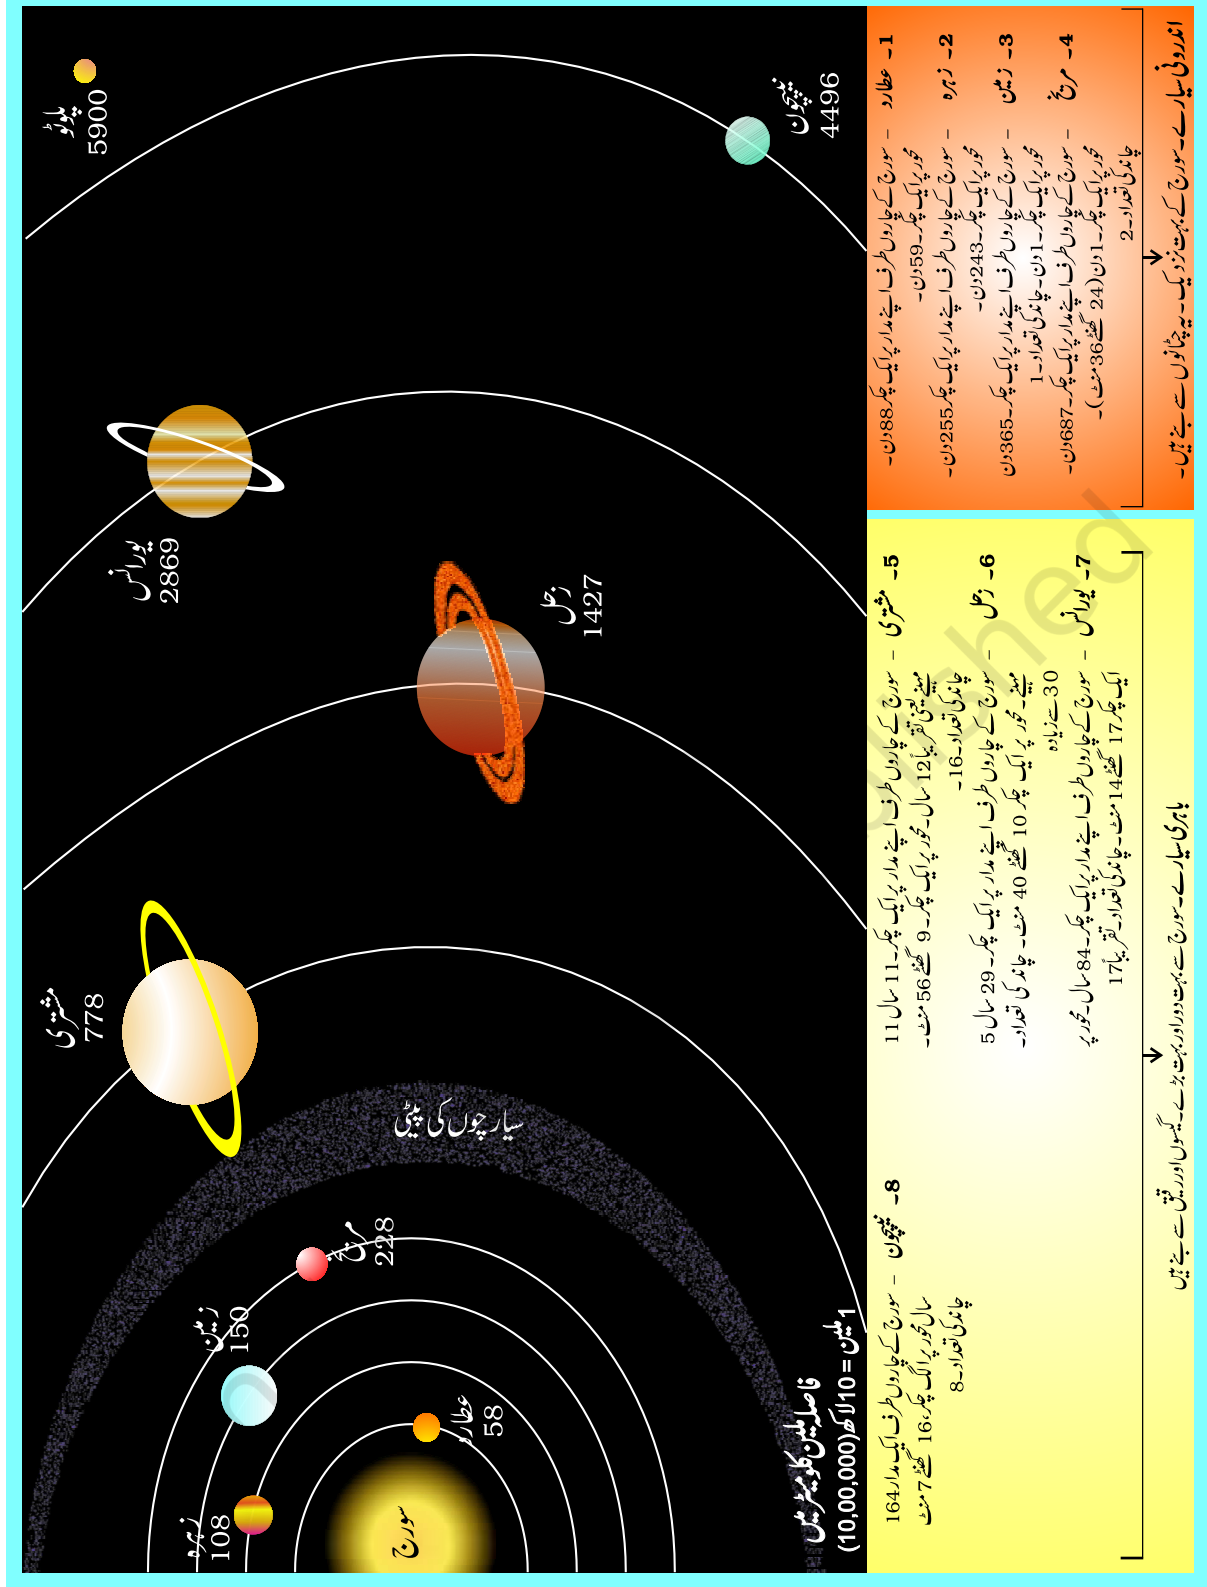 سورج
عطارد
58
زہرہ
108
زمین
150
مریخ
228
سیارچوں کی پیٹی
مشتری
778
زحل
1427
یورانس
2869
نیپچون
4496
پلوٹو
5900
فاصلہ ملین کلومیٹر میں
1 ملین = 10 لاکھ (10,00,000)
1۔ عطارد – سورج کے چاروں طرف اپنے مدار پر ایک چکر 88 دن۔
محور پر ایک چکر۔ 59 دن۔
2۔ زہرہ – سورج کے چاروں طرف اپنے مدار پر ایک چکر 255 دن۔
محور پر ایک چکر۔ 243 دن۔
3۔ زمین – سورج کے چاروں طرف اپنے مدار پر ایک چکر۔ 365 دن
محور پر ایک چکر۔ 1 دن۔ چاند کی تعداد۔ 1
4۔ مریخ – سورج کے چاروں طرف اپنے مدار پر ایک چکر۔ 687 دن۔
محور پر ایک چکر۔ 1 دن (24 گھنٹے 36 منٹ)۔
چاند کی تعداد۔ 2
اندرونی سیارے۔ سورج کے بہت نزدیک۔ یہ چٹانوں سے بنے ہیں۔
5۔ مشتری – سورج کے چاروں طرف اپنے مدار پر ایک چکر۔ 11 سال 11
مہینے یعنی تقریباً 12 سال۔ محور پر ایک چکر۔ 9 گھنٹے 56 منٹ۔
چاند کی تعداد۔ 16۔
6۔ زحل – سورج کے چاروں طرف اپنے مدار پر ایک چکر۔ 29 سال 5
مہینے۔ محور پر ایک چکر 10 گھنٹے 40 منٹ۔ چاند کی تعداد۔
30 سے زیادہ
7۔ یورانس – سورج کے چاروں طرف اپنے مدار پر ایک چکر۔ 84 سال۔ محور پر
ایک چکر 17 گھنٹے 14 منٹ۔ چاند کی تعداد۔ تقریباً 17
8۔ نیپچون – سورج کے چاروں طرف ایک مدار 164
سال محور پر الگ چکر، 16 گھنٹے 7 منٹ
چاند کی تعداد۔ 8
باہری سیارے۔ سورج سے بہت دور اور بہت بڑے۔ گیسوں اور رقیق سے بنے ہیں